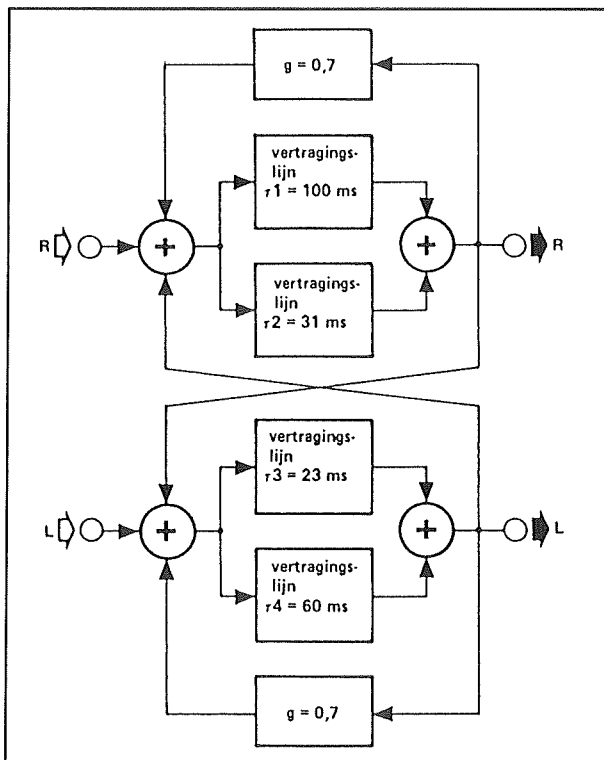 g = 0,7
vertragings-
lijn
τ1 = 100 ms
R
+
+
R
vertragings-
lijn
τ2 = 31 ms
vertragings-
lijn
τ3 = 23 ms
L
+
+
L
vertragings-
lijn
τ4 = 60 ms
g = 0,7